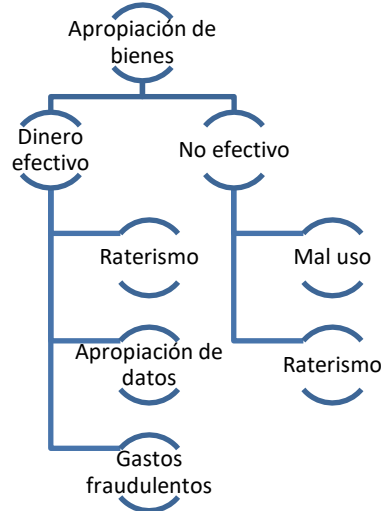 Apropiación de
bienes
Dinero
efectivo
No efectivo
Raterismo
Apropiación de
datos
Gastos
fraudulentos
Mal uso
Raterismo